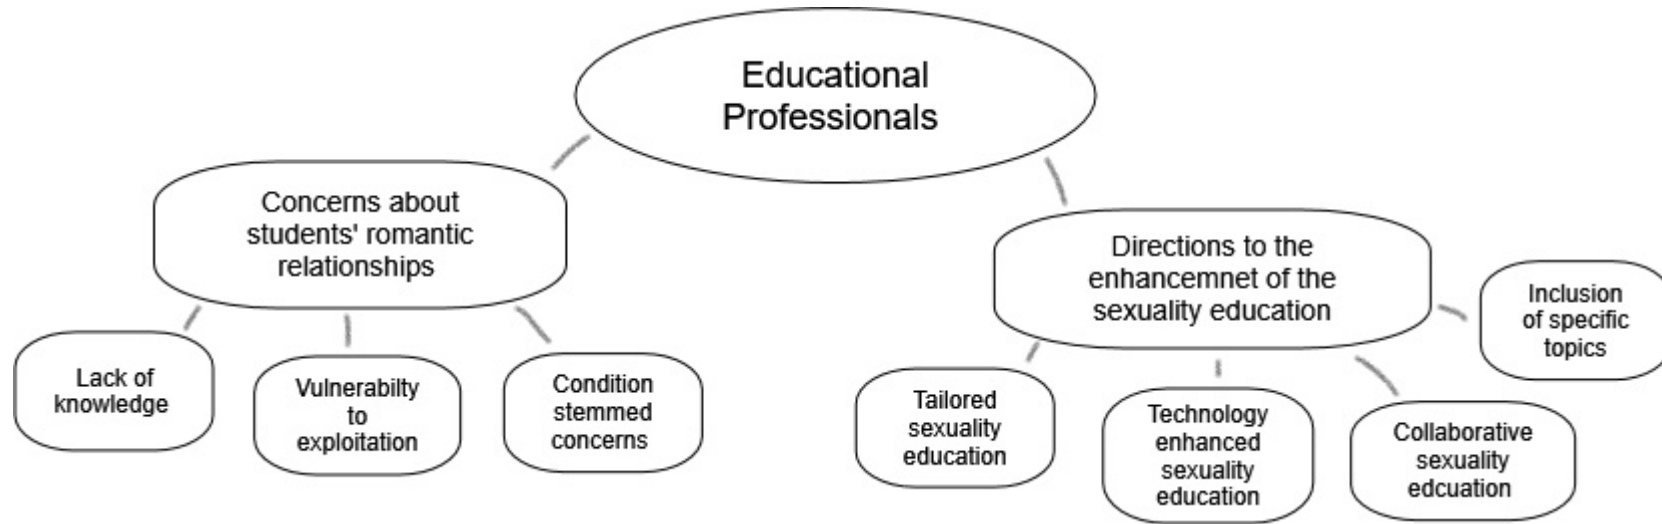 Educational
Professionals
Concerns about
students' romantic
relationships
Lack of
knowledge
Vulnerabilty
to
exploitation
Condition
stemmed
concerns
Directions to the
enhancemnet of the
sexuality education
Tailored
sexuality
education
Technology
enhanced
sexuality
education
Collaborative
sexuality
edcuation
Inclusion
of specific
topics